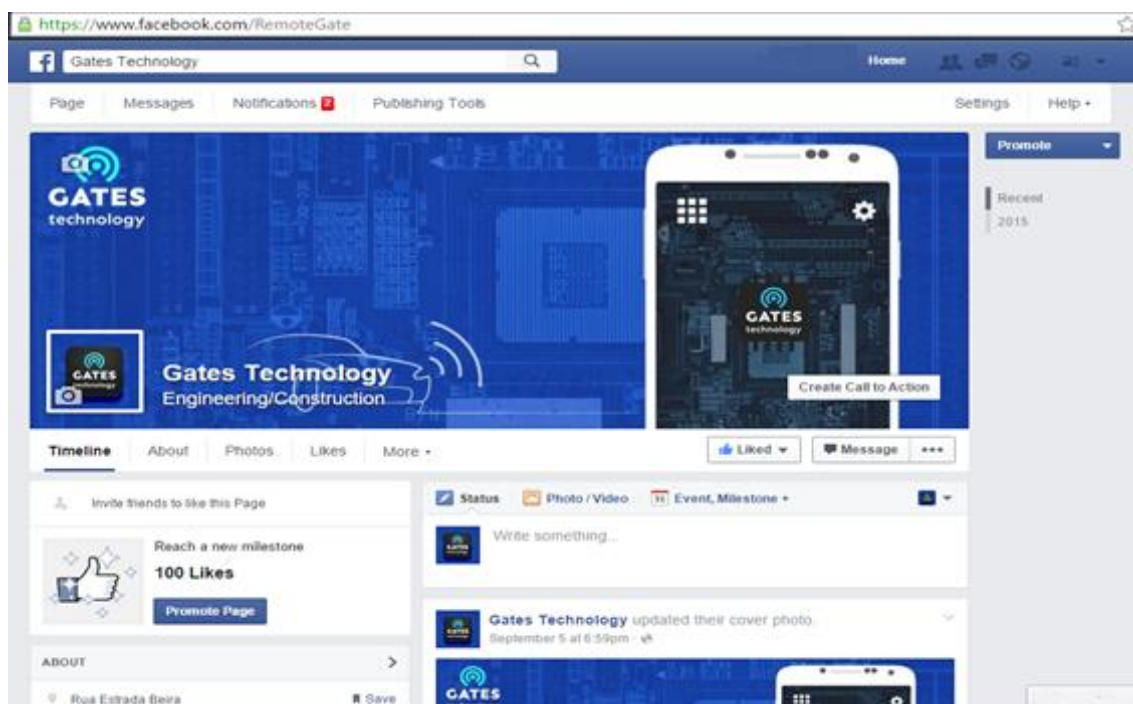 https://www.facebook.com/RemoteGate
Gates Technology
Home
Page Messages Notifications 2 Publishing Tools Settings Help
Promote
Recent
2015
GATES
technology
GATES
technology
Create Call to Action
GATES
technology
Gates Technology
Engineering/Construction
Timeline About Photos Likes More
Liked Message •••
Invite friends to like this Page
Reach a new milestone
100 Likes
Promote Page
ABOUT
Rua Estrada Beira Save
Status Photo / Video 31 Event, Milestone +
GATES
Write something...
GATES
Gates Technology updated their cover photo.
September 5 at 6:59pm
GATES